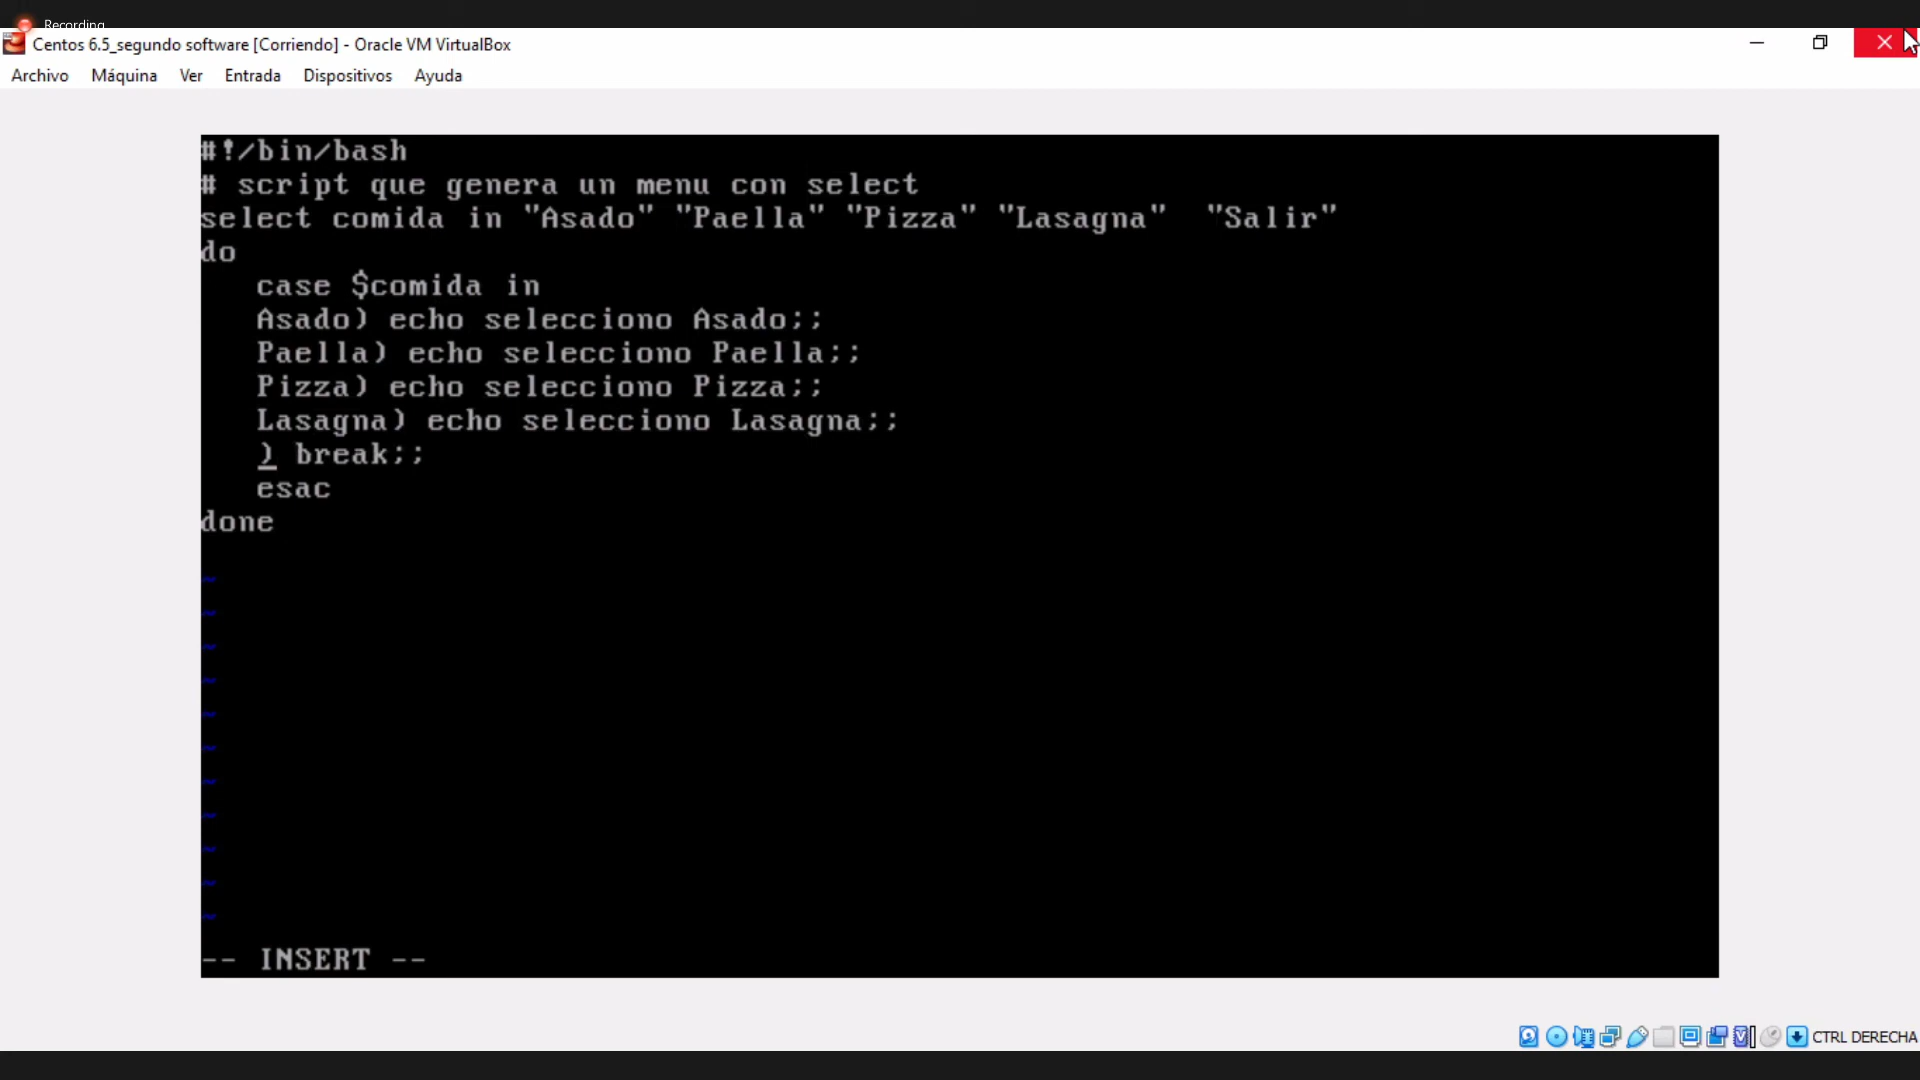 Recording
Centos 6.5_segundo software [Corriendo] - Oracle VM VirtualBox
Archivo Máquina Ver Entrada Dispositivos Ayuda
#!/bin/bash
# script que genera un menu con select
select comida in "Asado" "Paella" "Pizza" "Lasagna"  "Salir"
do
   case $comida in
   Asado) echo selecciono Asado;;
   Paella) echo selecciono Paella;;
   Pizza) echo selecciono Pizza;;
   Lasagna) echo selecciono Lasagna;;
   ) break;;
   esac
done
~
~
~
~
~
~
~
~
~
~
~
-- INSERT --
CTRL DERECHA